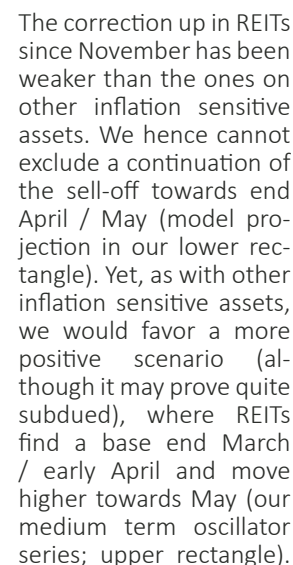 The correction up in REITs
since November has been
weaker than the ones on
other inflation sensitive
assets. We hence cannot
exclude a continuation of
the sell-off towards end
April / May (model pro-
jection in our lower rec-
tangle). Yet, as with other
inflation sensitive assets,
we would favor a more
positive scenario (al-
though it may prove quite
subdued), where REITs
find a base end March
/ early April and move
higher towards May (our
medium term oscillator
series; upper rectangle).